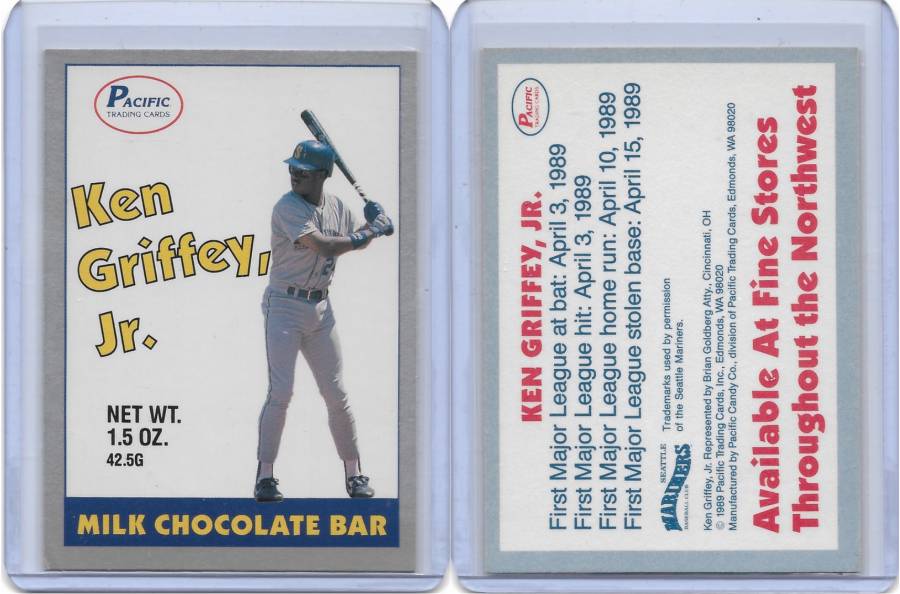 PACIFIC
TRADING CARDS
Ken
Griffey,
Jr.
NET WT.
1.5 OZ.
42.5G
MILK CHOCOLATE BAR
PACIFIC
TRADING CARDS
KEN GRIFFEY, JR.
First Major League at bat: April 3, 1989
First Major League hit: April 3, 1989
First Major League home run: April 10, 1989
First Major League stolen base: April 15, 1989
SEATTLE
MARINERS
BASEBALL CLUB
Trademarks used by permission
of the Seattle Mariners.
Ken Griffey, Jr. Represented by Brian Goldberg Atty., Cincinnati, OH
© 1989 Pacific Trading Cards, Inc., Edmonds, WA 98020
Manufactured by Pacific Candy Co., division of Pacific Trading Cards, Edmonds, WA 98020
Available At Fine Stores
Throughout the Northwest